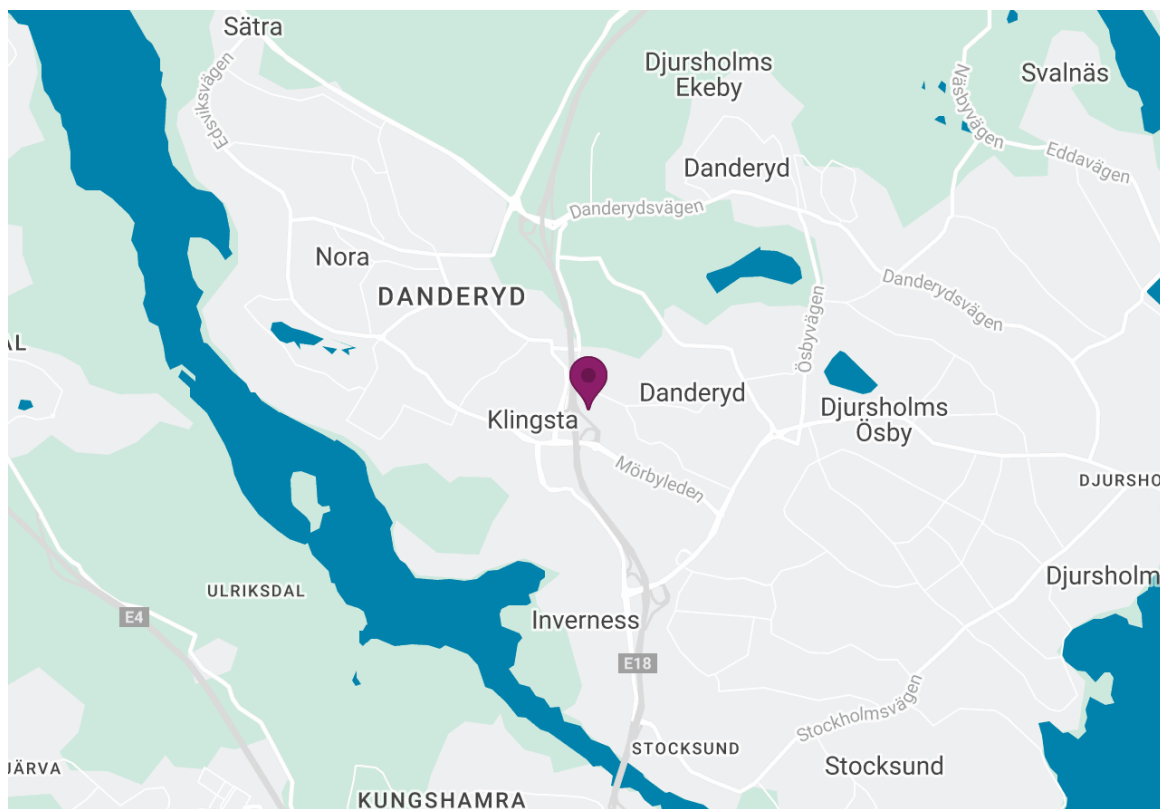 Sätra
Djursholms
Ekeby
Svalnäs
Edsviksvägen
Näsbyvägen
Eddavägen
Danderyd
Danderydsvägen
Nora
DANDERYD
Danderydsvägen
Ösbyvägen
AL
Danderyd
Klingsta
Djursholms
Ösby
Mörbyleden
DJURSHO
ULRIKSDAL
Djursholm
E4
Inverness
E18
Stockholmsvägen
STOCKSUND
JÄRVA
Stocksund
KUNGSHAMRA